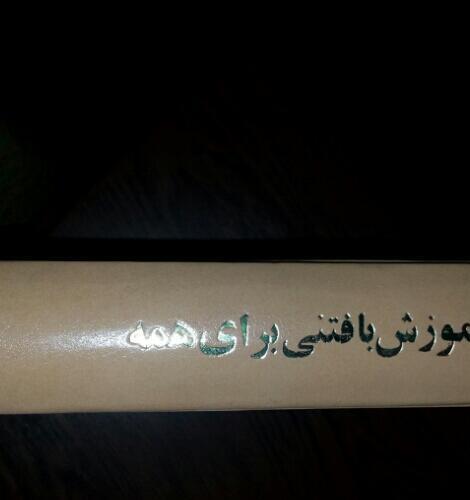 موزش بافتنی برای همه